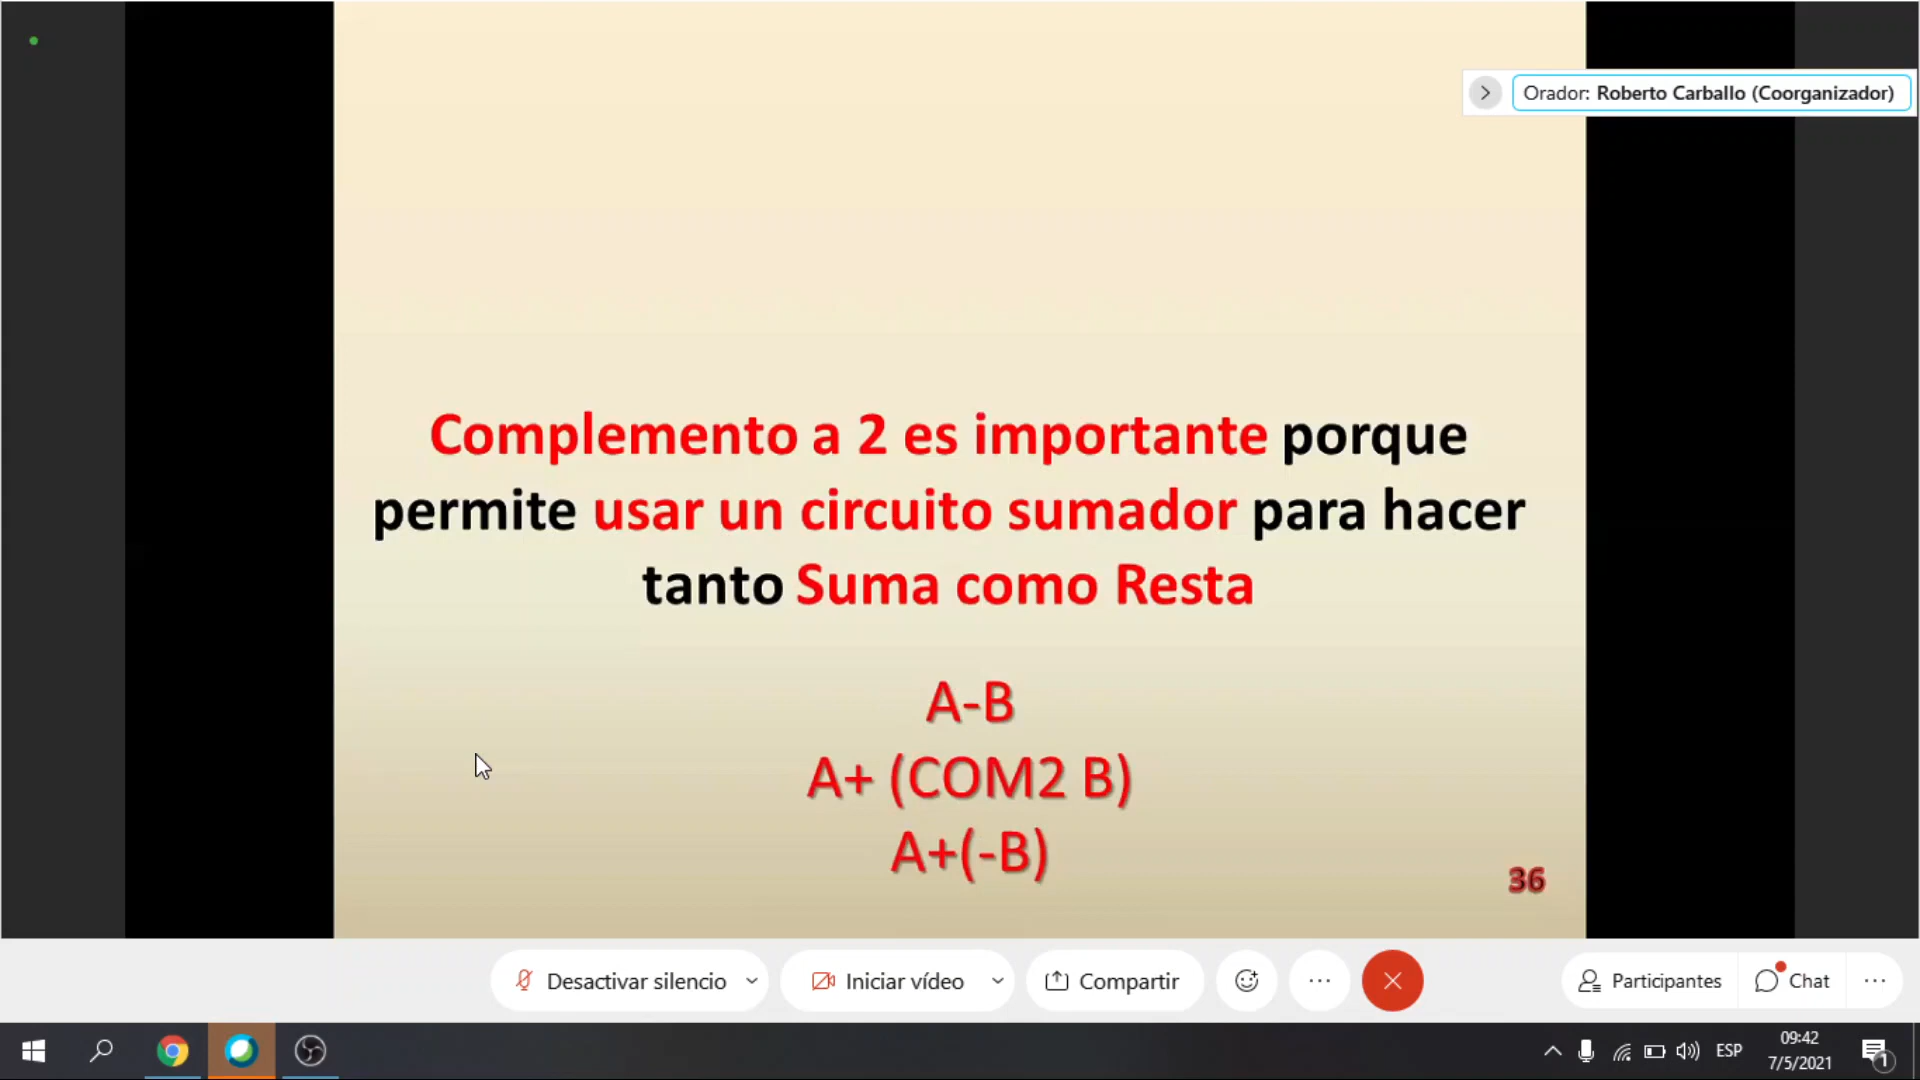 Orador: Roberto Carballo (Coorganizador)
Complemento a 2 es importante porque
permite usar un circuito sumador para hacer
tanto Suma como Resta
A-B
A+ (COM2 B)
A+(-B)
36
Desactivar silencio
Iniciar vídeo
Compartir
Participantes
Chat
ESP
09:42
7/5/2021
1